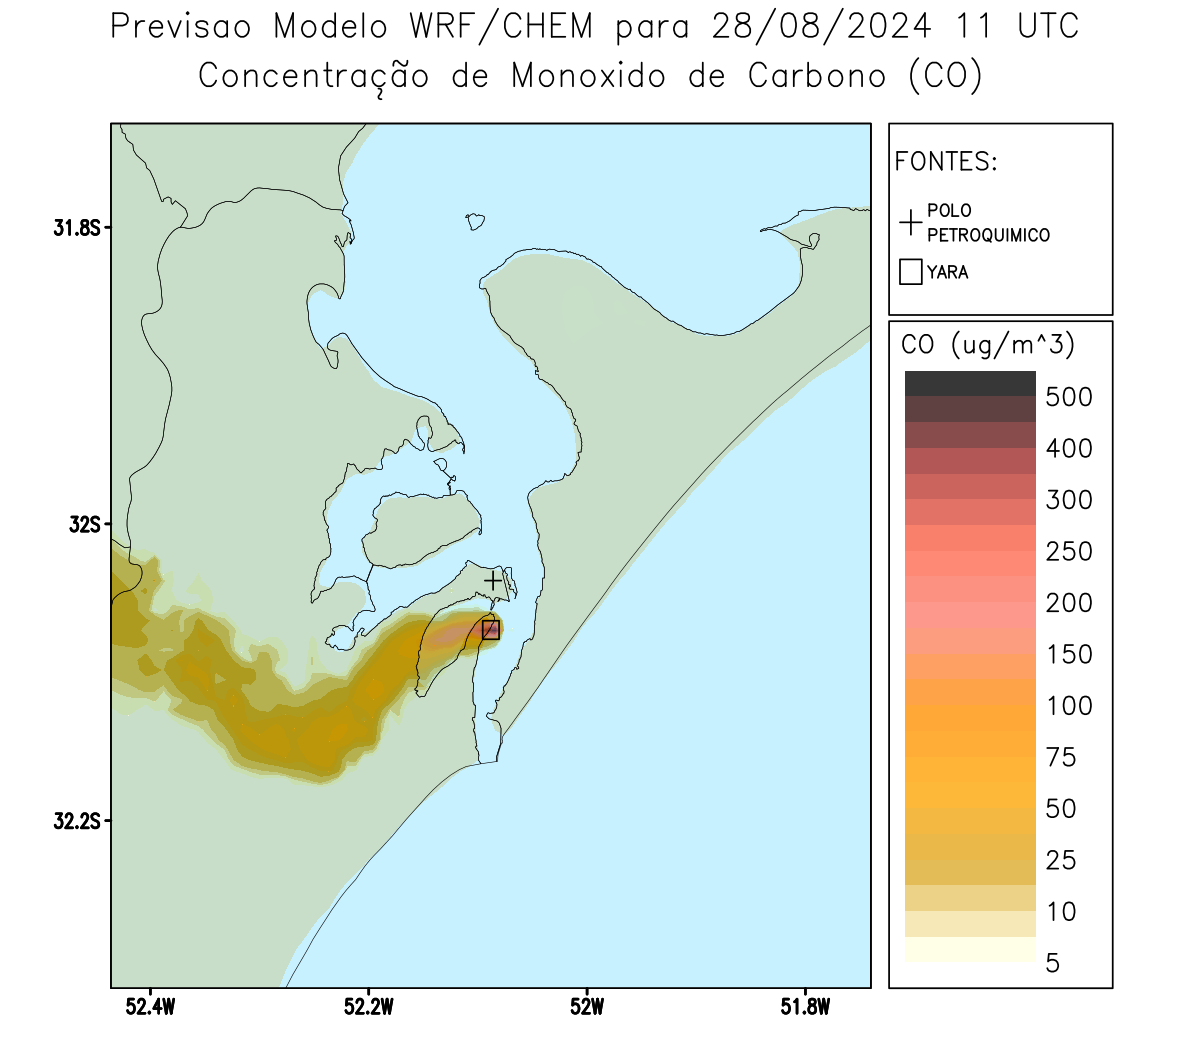 Previsao Modelo WRF/CHEM para 28/08/2024 11 UTC
Concentração de Monoxido de Carbono (CO)
FONTES:
POLO
PETROQUIMICO
YARA
CO (ug/m^3)
500
400
300
250
200
150
100
75
50
25
10
5
31.8S
32S
32.2S
52.4W
52.2W
52W
51.8W